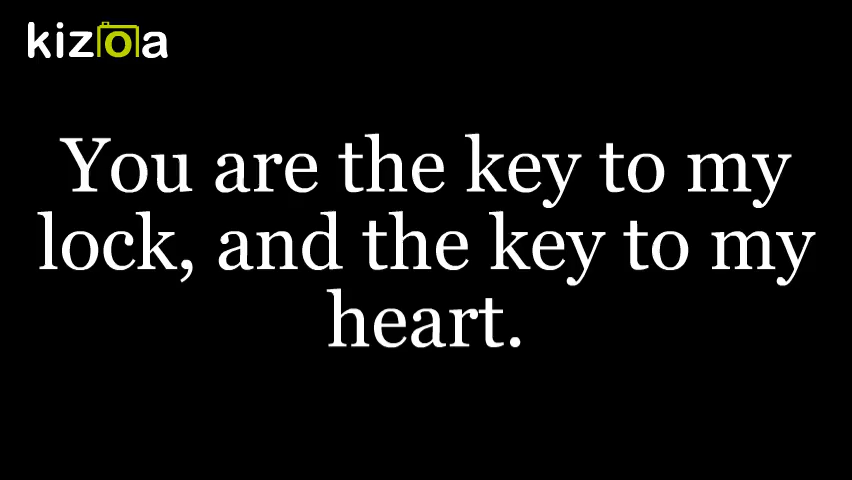 kizoa
You are the key to my
lock, and the key to my
heart.